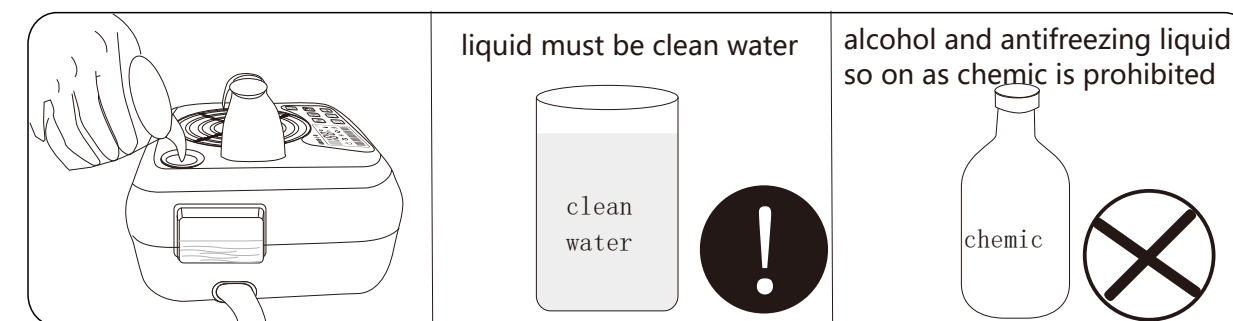 liquid must be clean water
clean
water
alcohol and antifreezing liquid
so on as chemic is prohibited
chemic